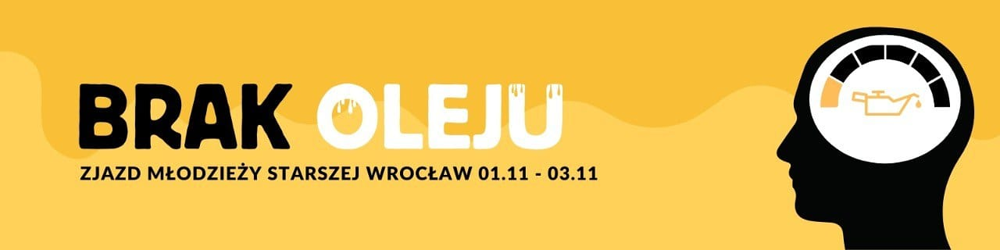 BRAK OLEJU
ZJAZD MŁODZIEŻY STARSZEJ WROCŁAW 01.11 - 03.11